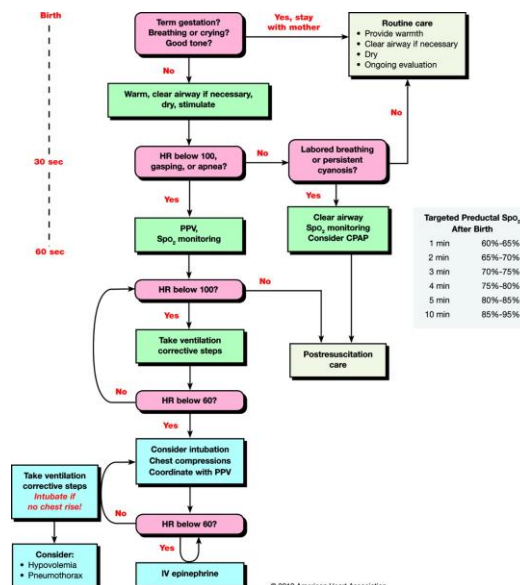 Birth
30 sec
60 sec
Term gestation?
Breathing or crying?
Good tone?
Yes, stay
with mother
Routine care
• Provide warmth
• Clear airway if necessary
• Dry
• Ongoing evaluation
No
Warm, clear airway if necessary,
dry, stimulate
HR below 100,
gasping, or apnea?
No
Labored breathing
or persistent
cyanosis?
No
Yes
Yes
PPV,
SpO₂ monitoring
Clear airway
SpO₂ monitoring
Consider CPAP
Targeted Preductal SpO₂
After Birth
1 min 60%-65%
2 min 65%-70%
3 min 70%-75%
4 min 75%-80%
5 min 80%-85%
10 min 85%-95%
HR below 100?
No
Yes
Take ventilation
corrective steps
Postresuscitation
care
No
HR below 60?
Yes
Consider intubation
Chest compressions
Coordinate with PPV
Take ventilation
corrective steps
Intubate if
no chest rise!
No
HR below 60?
Yes
Consider:
• Hypovolemia
• Pneumothorax
IV epinephrine